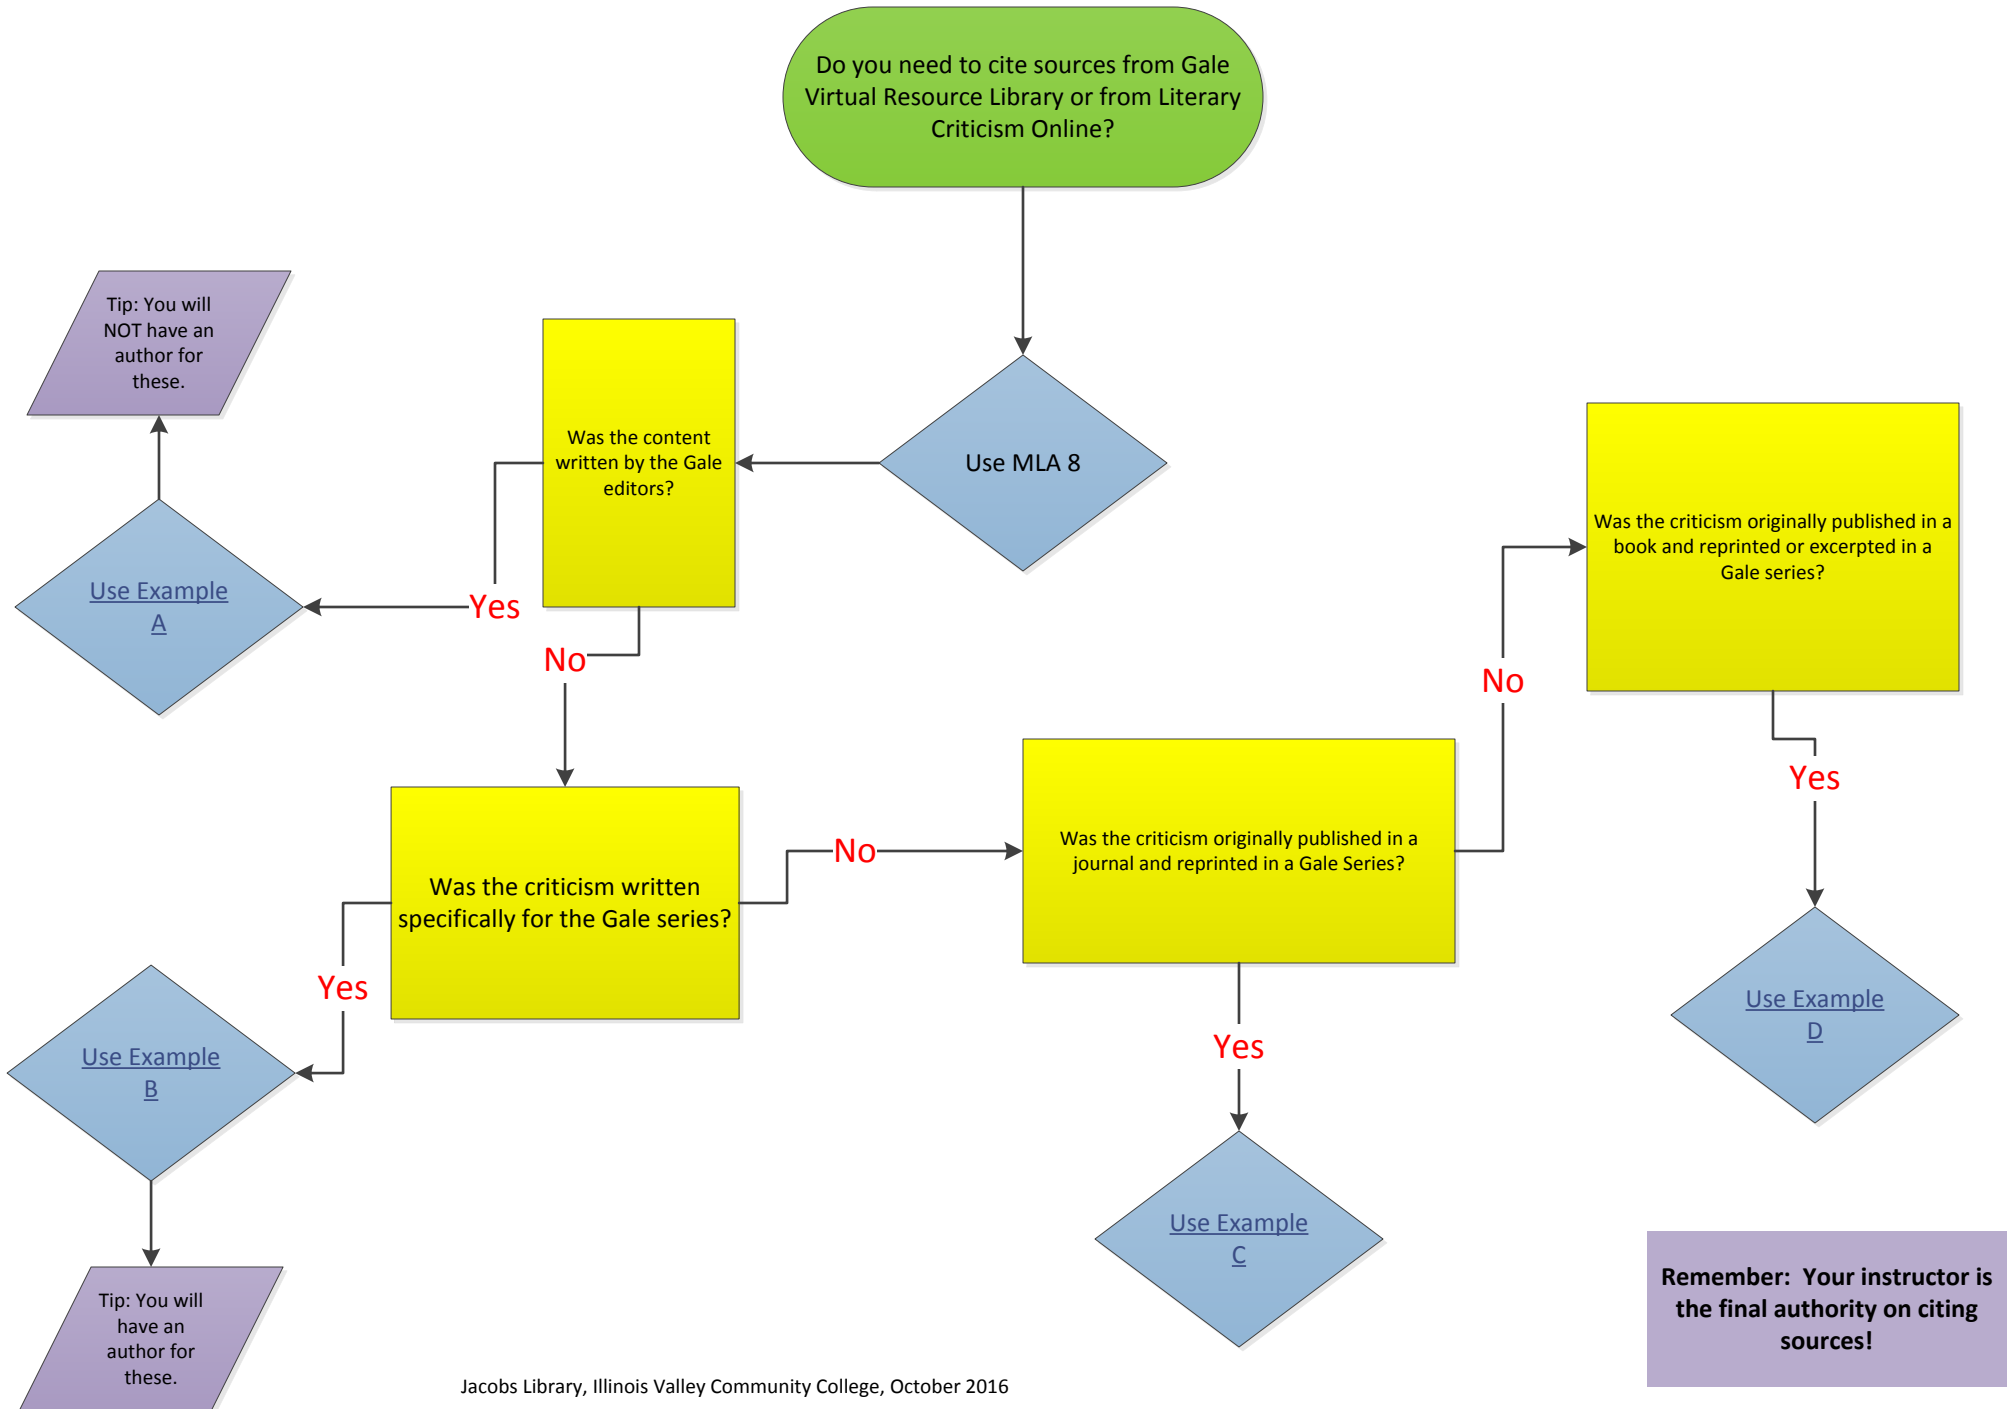 Do you need to cite sources from Gale
Virtual Resource Library or from Literary
Criticism Online?
Use MLA 8
Was the content
written by the Gale
editors?
Yes
Use Example
A
Tip: You will
NOT have an
author for
these.
No
Was the criticism written
specifically for the Gale series?
Yes
Use Example
B
Tip: You will
have an
author for
these.
No
Was the criticism originally published in a
journal and reprinted in a Gale Series?
Yes
Use Example
C
No
Was the criticism originally published in a
book and reprinted or excerpted in a
Gale series?
Yes
Use Example
D
Remember:  Your instructor is
the final authority on citing
sources!
Jacobs Library, Illinois Valley Community College, October 2016